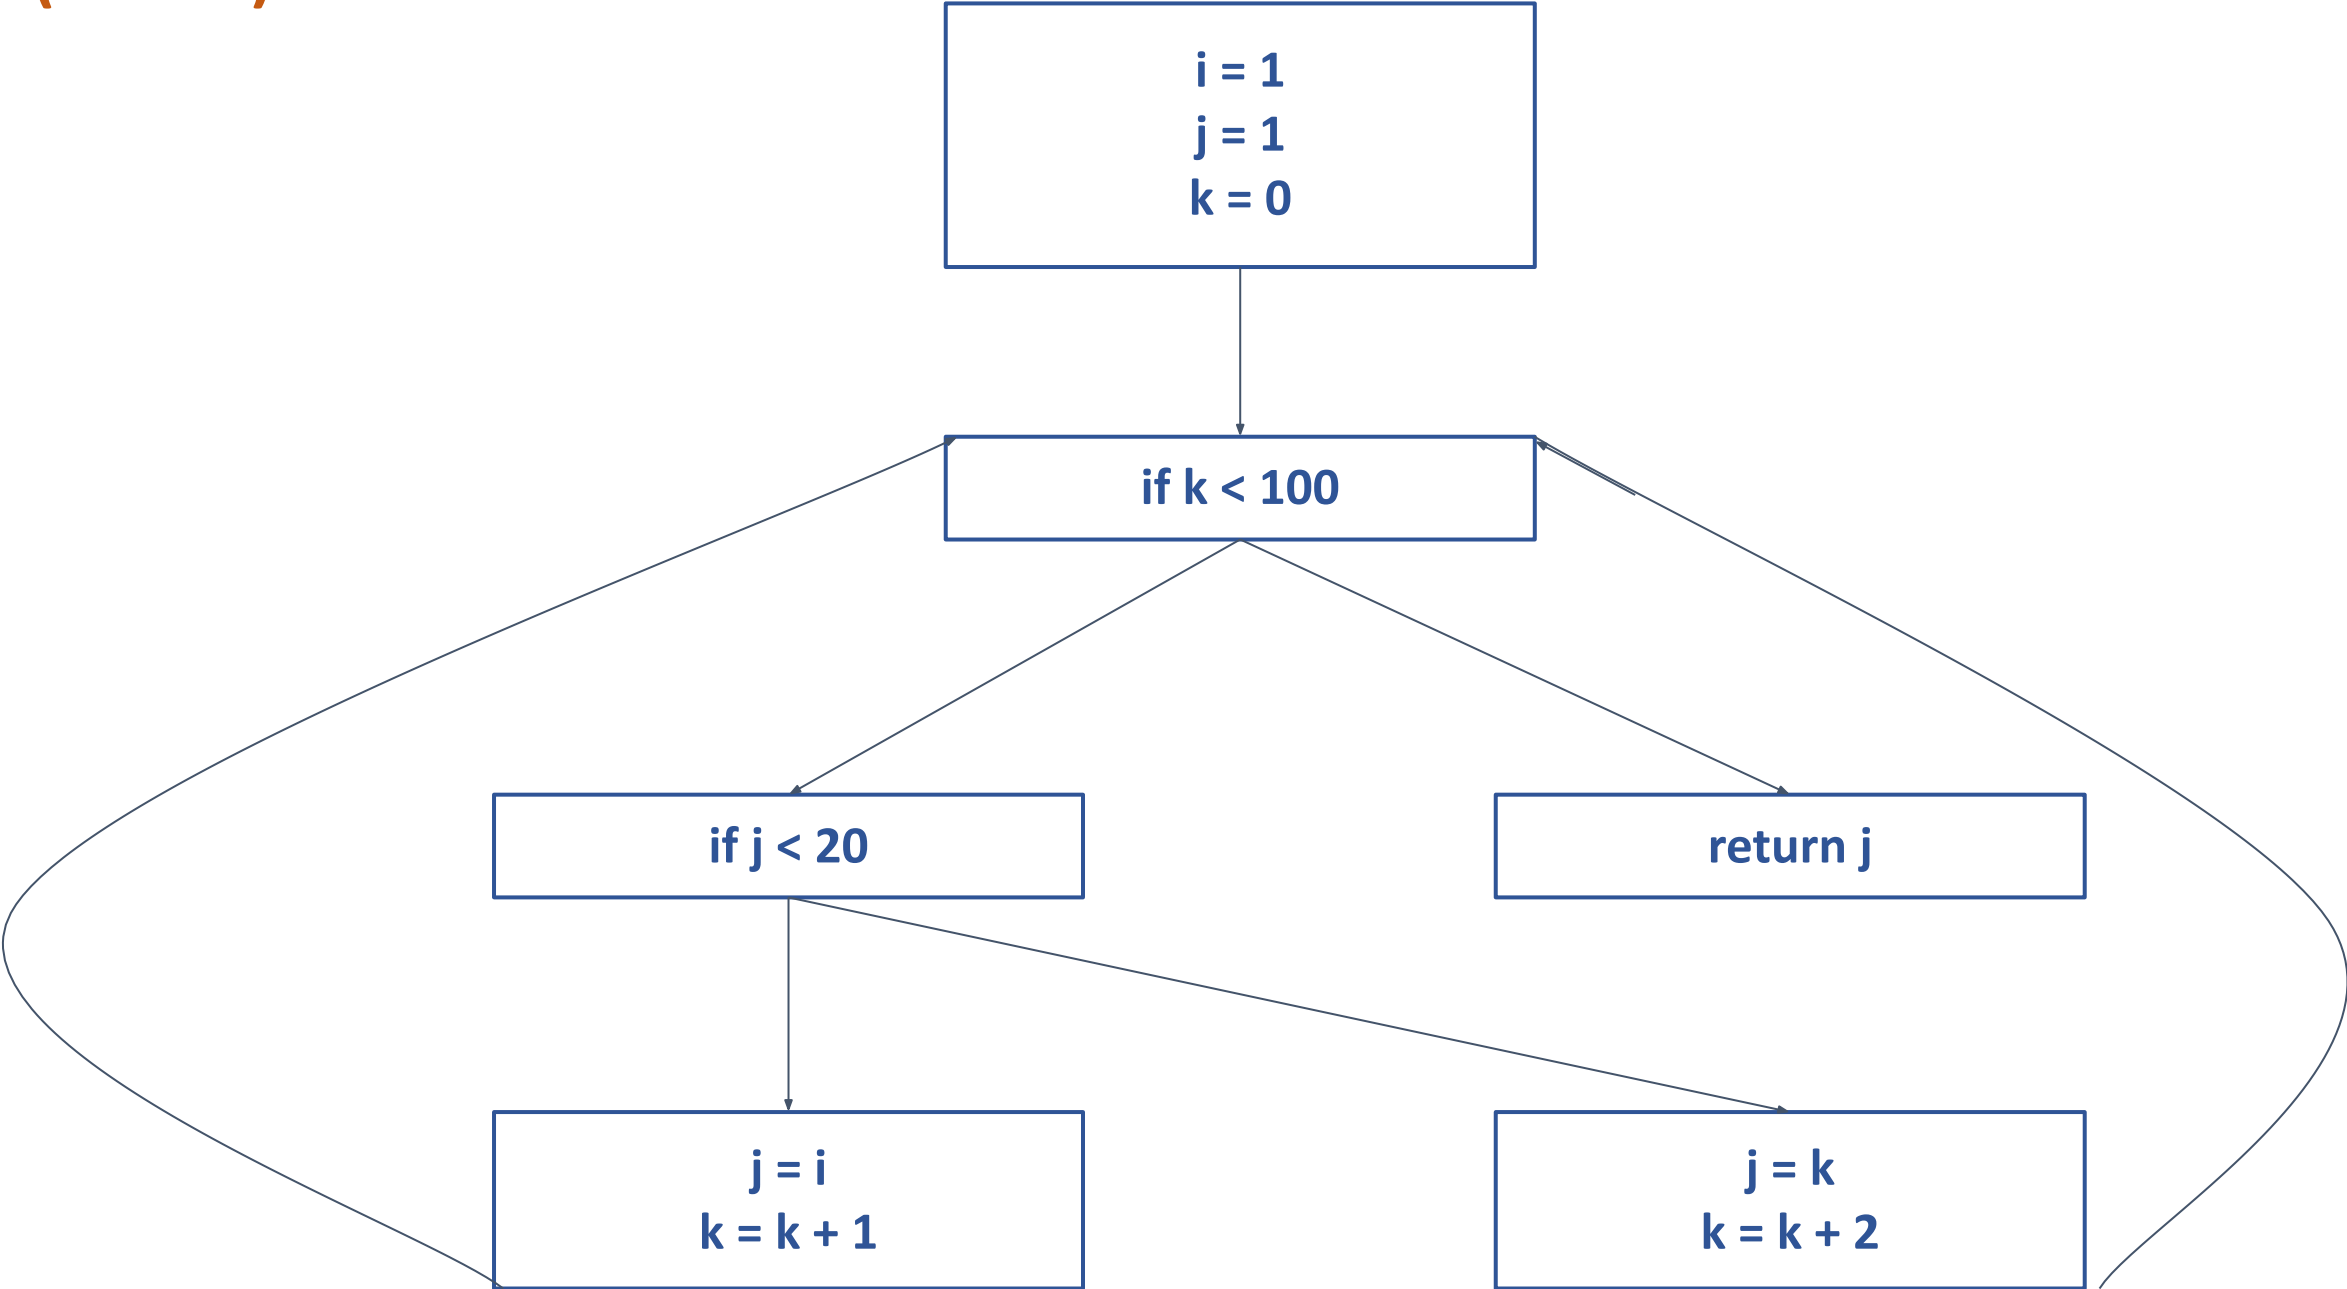 i = 1
j = 1
k = 0
if k < 100
if j < 20
return j
j = i
k = k + 1
j = k
k = k + 2